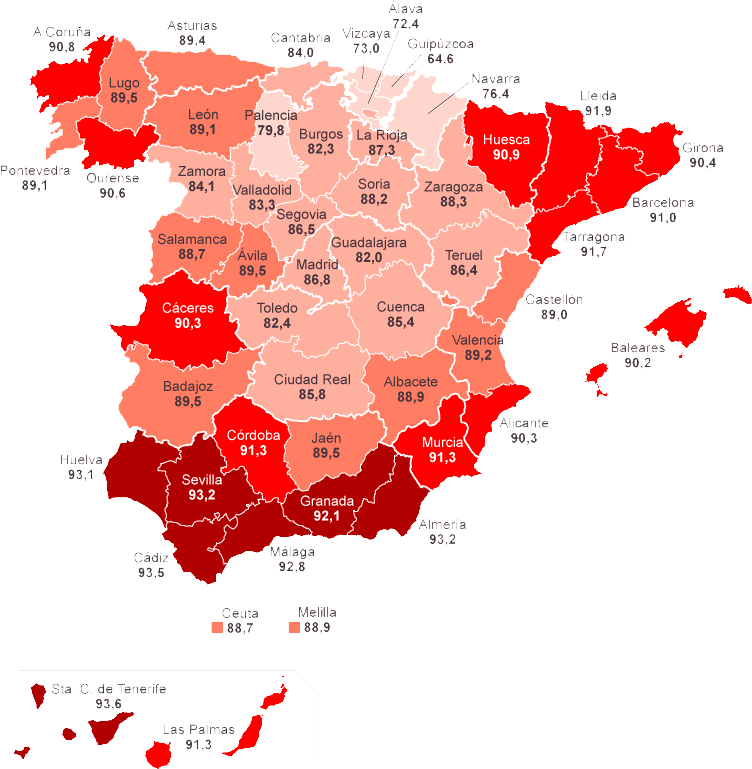 Álava
72.4
Asturias
89,4
Cantabria
84,0
Vizcaya
73,0
Guipúzcoa
64.6
A Coruña
90,8
Navarra
76.4
Lugo
89,5
León
89,1
Palencia
79,8
Burgos
82,3
La Rioja
87,3
Huesca
90,9
Lleida
91,9
Girona
90,4
Pontevedra
89,1
Ourense
90.6
Zamora
84,1
Valladolid
83,3
Soria
88,2
Zaragoza
88,3
Barcelona
91,0
Segovia
86,5
Tarragona
91,7
Salamanca
88,7
Ávila
89,5
Madrid
86,8
Guadalajara
82,0
Teruel
86,4
Castellón
89,0
Cáceres
90,3
Toledo
82,4
Cuenca
85,4
Valencia
89,2
Baleares
90.2
Badajoz
89,5
Ciudad Real
85,8
Albacete
88,9
Alicante
90,3
Huelva
93,1
Sevilla
93,2
Córdoba
91,3
Jaén
89,5
Murcia
91,3
Granada
92,1
Almería
93,2
Cádiz
93,5
Málaga
92,8
Ceuta
88,7
Melilla
88,9
Sta C. de Tenerife
93.6
Las Palmas
91,3